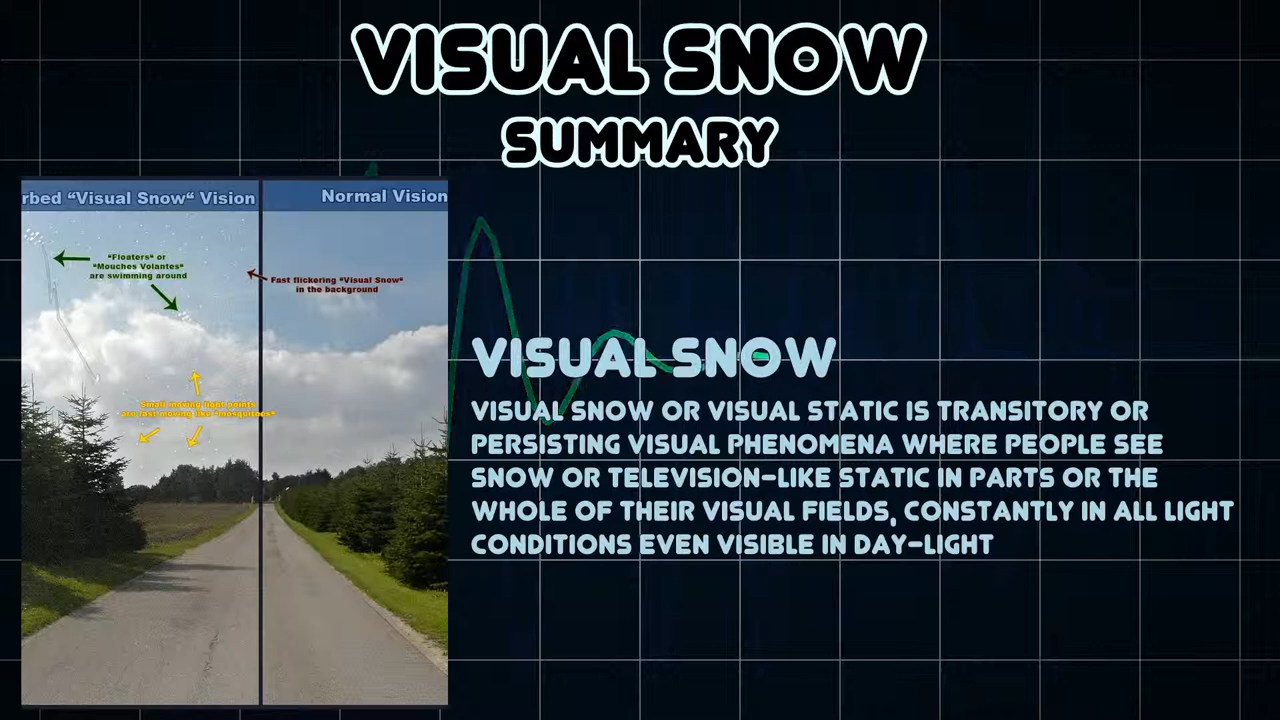 VISUAL SNOW
SUMMARY
rbed "Visual Snow" Vision
Normal Vision
"Floaters" or
"Mouches Volantes"
are swimming around
Fast flickering "Visual Snow"
in the background
Small moving light points
are fast moving like "mosquitoes"
VISUAL SNOW
VISUAL SNOW OR VISUAL STATIC IS TRANSITORY OR
PERSISTING VISUAL PHENOMENA WHERE PEOPLE SEE
SNOW OR TELEVISION-LIKE STATIC IN PARTS OR THE
WHOLE OF THEIR VISUAL FIELDS, CONSTANTLY IN ALL LIGHT
CONDITIONS EVEN VISIBLE IN DAY-LIGHT